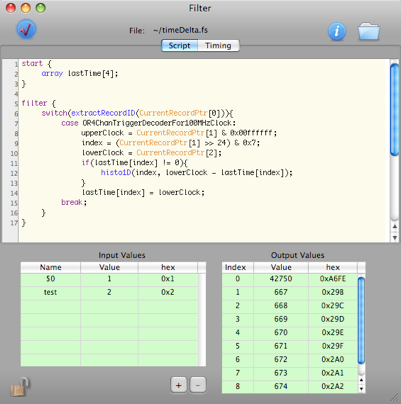 Filter
File: ~/timeDelta.fs
Script Timing
1 start {
2 array lastTime[4];
3 }
4
5 filter {
6 switch(extractRecordID(CurrentRecordPtr[0])){
7 case OR4ChanTriggerDecoderFor100MHzClock:
8 upperClock = CurrentRecordPtr[1] & 0x00ffffff;
9 index = (CurrentRecordPtr[1] >> 24) & 0x7;
10 lowerClock = CurrentRecordPtr[2];
11 if(lastTime[index] != 0){
12 histo1D(index, lowerClock - lastTime[index]);
13 }
14 lastTime[index] = lowerClock;
15 break;
16 }
17 }
Input Values Output Values
Name Value hex Index Value hex
$0 1 0x1 0 42750 0xA6FE
test 2 0x2 1 667 0x29B
2 668 0x29C
3 669 0x29D
4 670 0x29E
5 671 0x29F
6 672 0x2A0
7 673 0x2A1
8 674 0x2A2
+ -